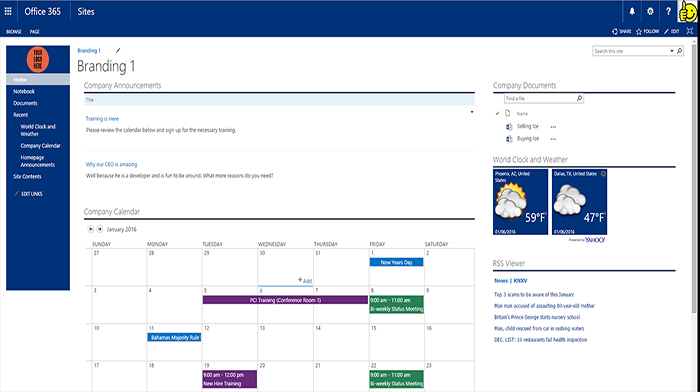 Office 365
Sites
?
BROWSE PAGE
SHARE FOLLOW EDIT
YOUR
LOGO
HERE
Home
Notebook
Documents
Recent
World Clock and
Weather
Company Calendar
Homepage
Announcements
Site Contents
EDIT LINKS
Branding 1
Branding 1
Search this site
Company Announcements
Title
Training is Here
Please review the calendar below and sign up for the necessary training.
Why our CEO is amazing
Well because he is a developer and is fun to be around. What more reasons do you need?
Company Calendar
January 2016
SUNDAY MONDAY TUESDAY WEDNESDAY THURSDAY FRIDAY SATURDAY
27 28 29 30 31 1 2
New Years Day
Add
3 4 5 6 7 8 9
PCI Training (Conference Room 1)
9:00 am - 11:00 am
Bi-weekly Status Meeting
10 11 12 13 14 15 16
Bahamas Majority Rule
17 18 19 20 21 22 23
9:00 am - 12:00 pm
New Hire Training
9:00 am - 11:00 am
Bi-weekly Status Meeting
Company Documents
Find a file
Name
Selling Ice ...
Buying Ice ...
World Clock and Weather
Phoenix, AZ, United
States
59°F
01/06/2016
Dallas, TX, United States
47°F
01/06/2016
Powered by YAHOO!
RSS Viewer
News | KNXV
Top 3 scams to be aware of this January
Man man accused of assaulting 80-year-old mother
Britain's Prince George starts nursery school
Man, child rescued from car in rushing waters
DEC. LIST: 10 restaurants fail health inspection